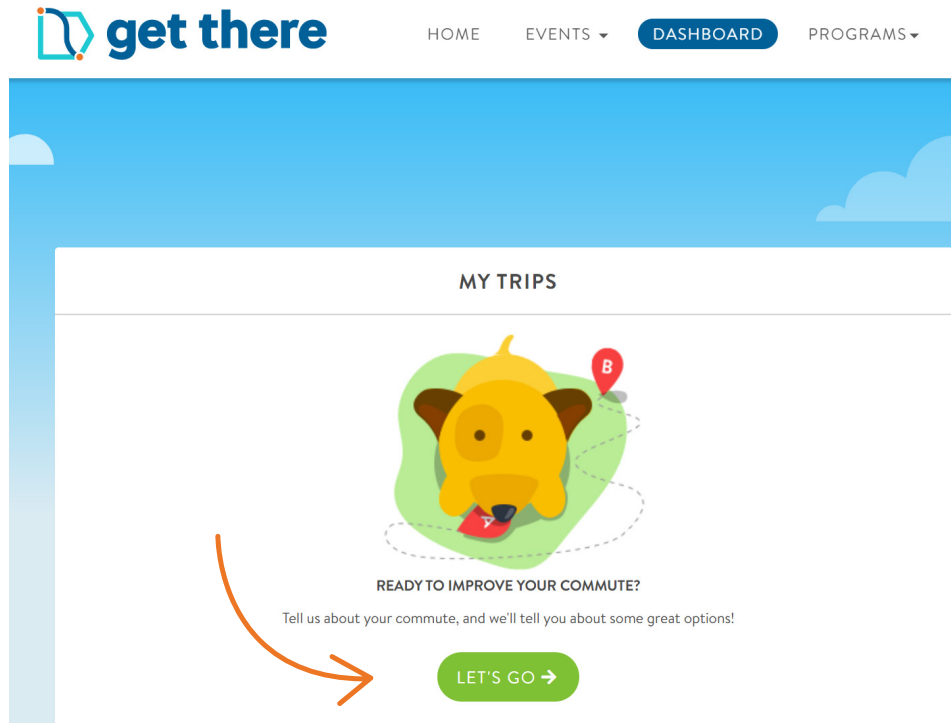 get there
HOME EVENTS DASHBOARD PROGRAMS
MY TRIPS
B
A
READY TO IMPROVE YOUR COMMUTE?
Tell us about your commute, and we'll tell you about some great options!
LET'S GO →